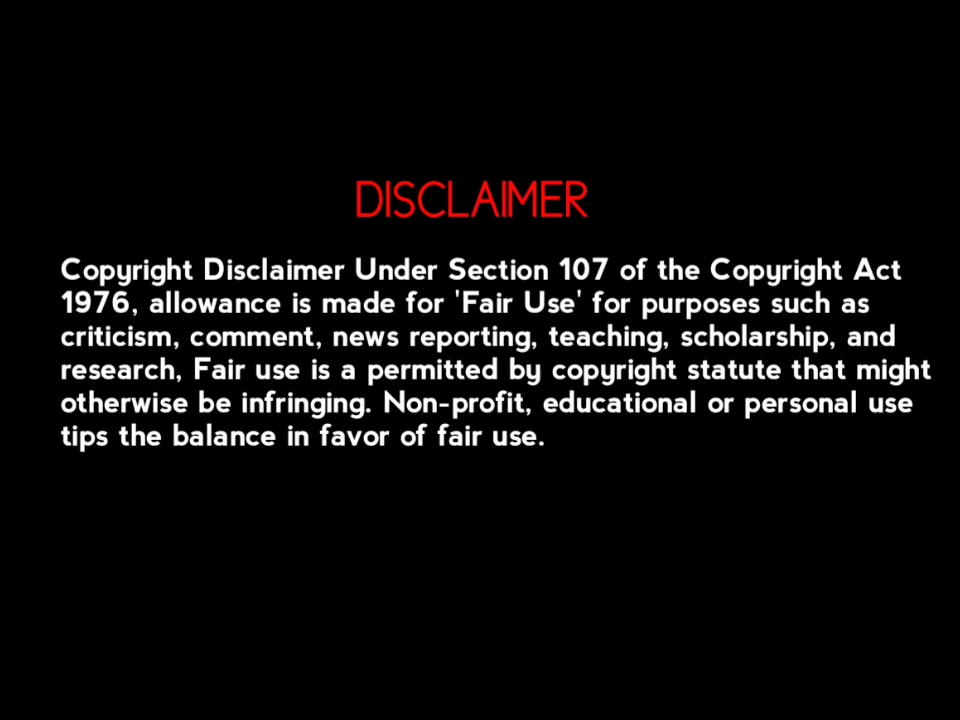 DISCLAIMER
Copyright Disclaimer Under Section 107 of the Copyright Act
1976, allowance is made for 'Fair Use' for purposes such as
criticism, comment, news reporting, teaching, scholarship, and
research, Fair use is a permitted by copyright statute that might
otherwise be infringing. Non-profit, educational or personal use
tips the balance in favor of fair use.